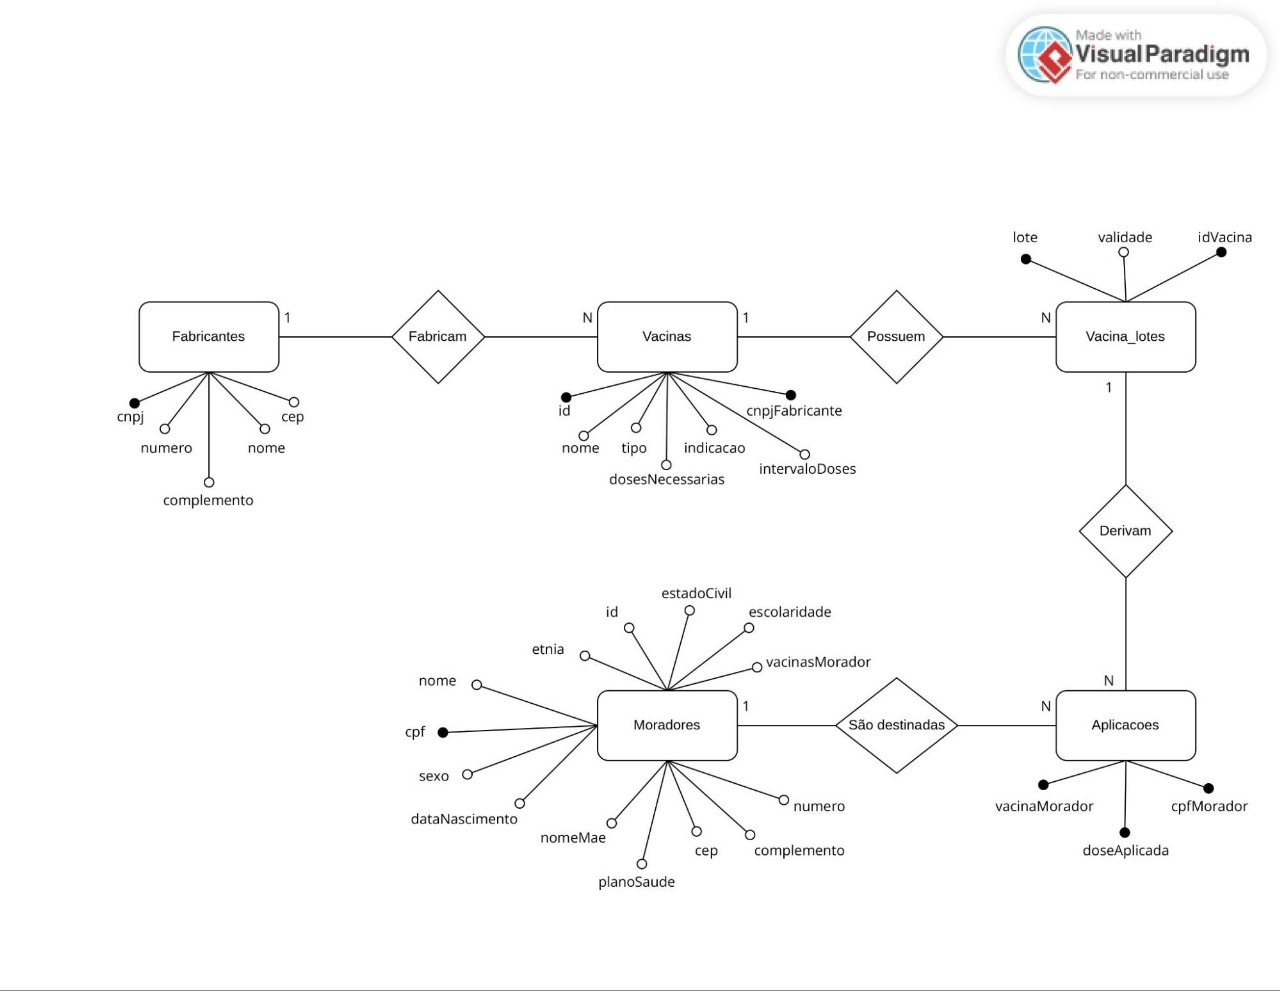 Made with
Visual Paradigm
For non-commercial use
lote
validade
idVacina
Fabricantes
1
Fabricam
N
Vacinas
1
Possuem
N
Vacina_lotes
1
cnpj
numero
complemento
nome
cep
id
nome
tipo
dosesNecessarias
indicacao
cnpjFabricante
intervaloDoses
Derivam
estadoCivil
id
escolaridade
etnia
vacinasMorador
nome
cpf
sexo
dataNascimento
Moradores
1
São destinadas
N
N
Aplicacoes
nomeMae
planoSaude
cep
complemento
numero
vacinaMorador
doseAplicada
cpfMorador